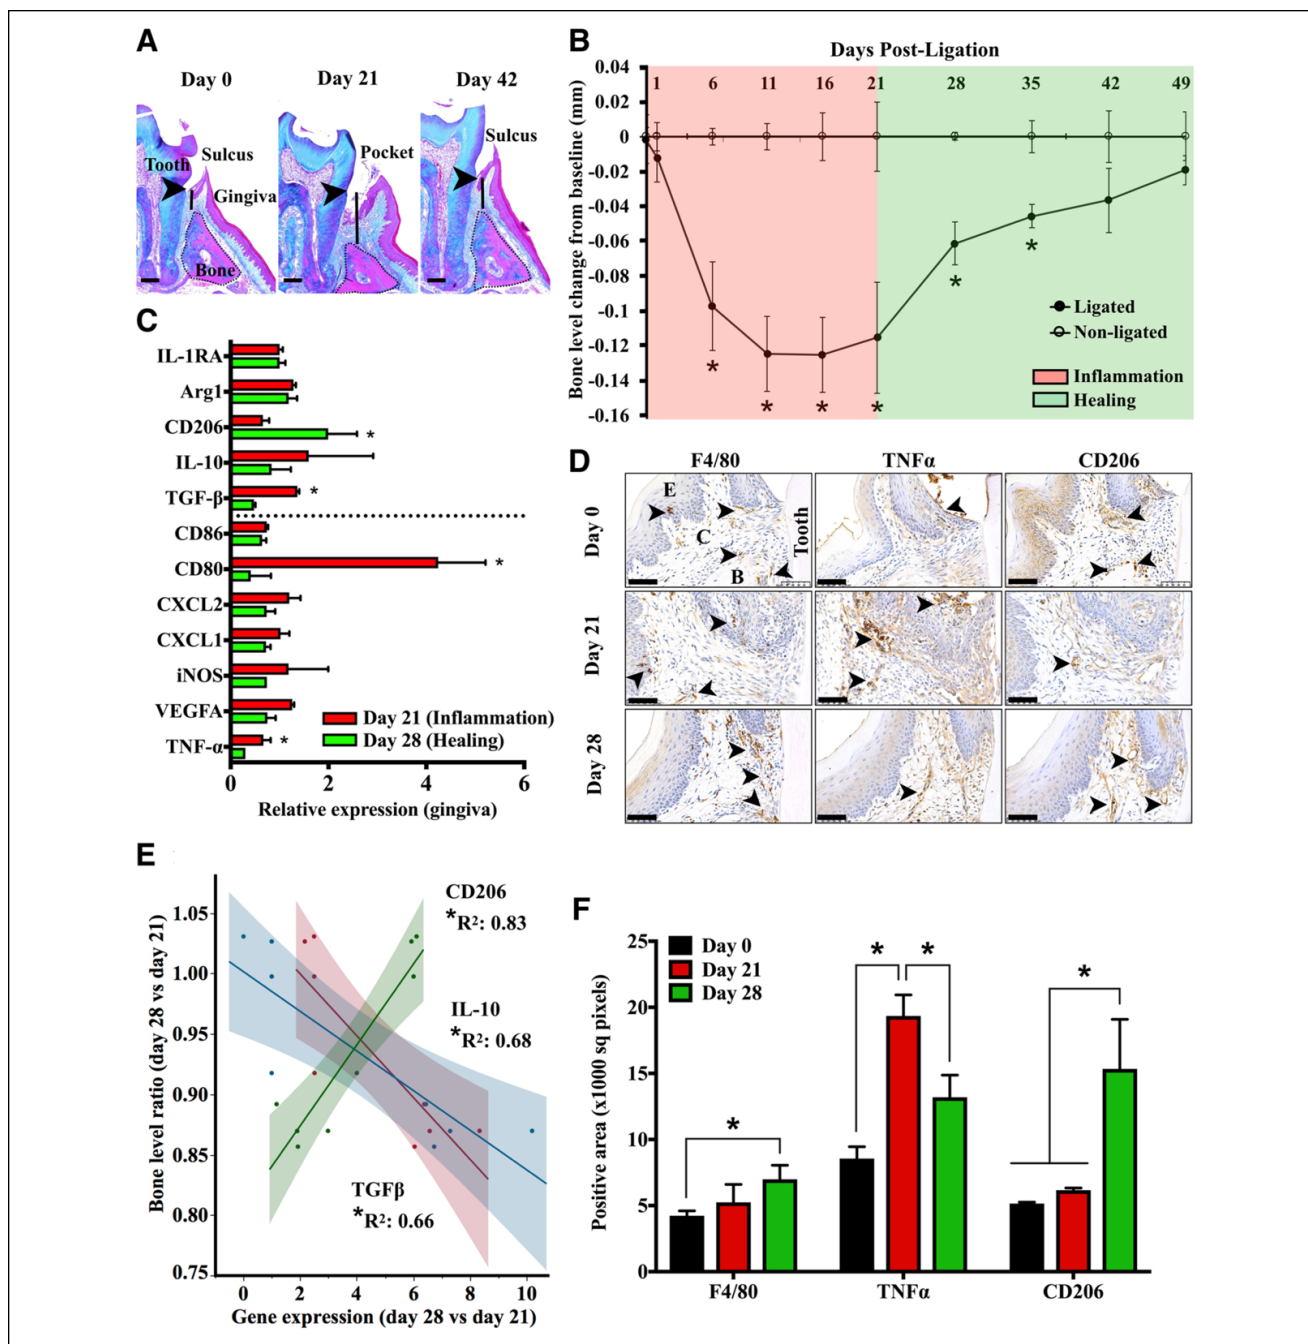 A
Day 0
Day 21
Day 42
Tooth
Sulcus
Gingiva
Bone
Pocket
Sulcus
B
Days Post-Ligation
1 6 11 16 21 28 35 42 49
Bone level change from baseline (mm)
0.04
0.02
0
-0.02
-0.04
-0.06
-0.08
-0.1
-0.12
-0.14
-0.16
* * * * * *
Ligated
Non-ligated
Inflammation
Healing
C
IL-1RA
Arg1
CD206
*
IL-10
TGF-β
*
CD86
CD80
*
CXCL2
CXCL1
iNOS
VEGFA
TNF-α
*
Day 21 (Inflammation)
Day 28 (Healing)
0 2 4 6
Relative expression (gingiva)
D
F4/80
TNFα
CD206
Day 0
E
C
B
Tooth
Day 21
Day 28
E
Bone level ratio (day 28 vs day 21)
1.05
1.00
0.95
0.90
0.85
0.80
0.75
CD206
*R²: 0.83
IL-10
*R²: 0.68
TGFβ
*R²: 0.66
0 2 4 6 8 10
Gene expression (day 28 vs day 21)
F
Day 0
Day 21
Day 28
Positive area (x1000 sq pixels)
25
20
15
10
5
0
* * * *
F4/80
TNFα
CD206